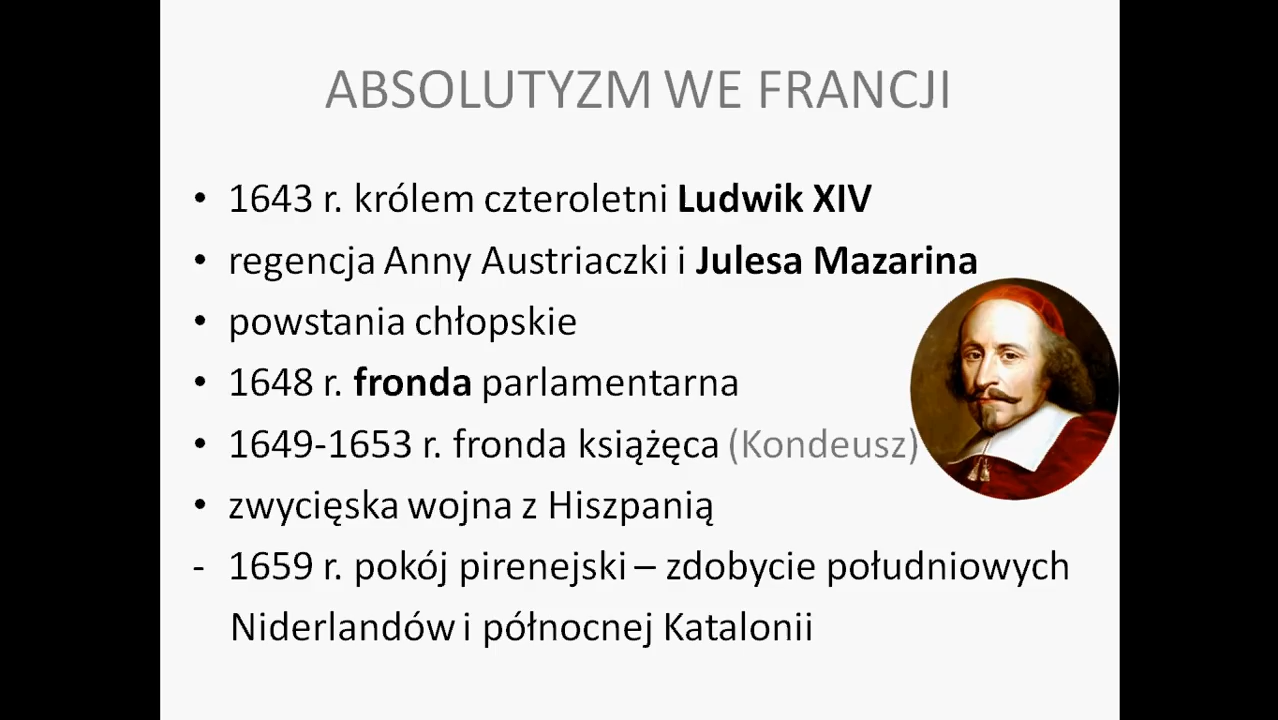 ABSOLUTYZM WE FRANCJI
• 1643 r. królem czteroletni Ludwik XIV
• regencja Anny Austriaczki i Julesa Mazarina
• powstania chłopskie
• 1648 r. fronda parlamentarna
• 1649-1653 r. fronda książęca (Kondeusz)
• zwycięska wojna z Hiszpanią
- 1659 r. pokój pirenejski – zdobycie południowych
Niderlandów i północnej Katalonii